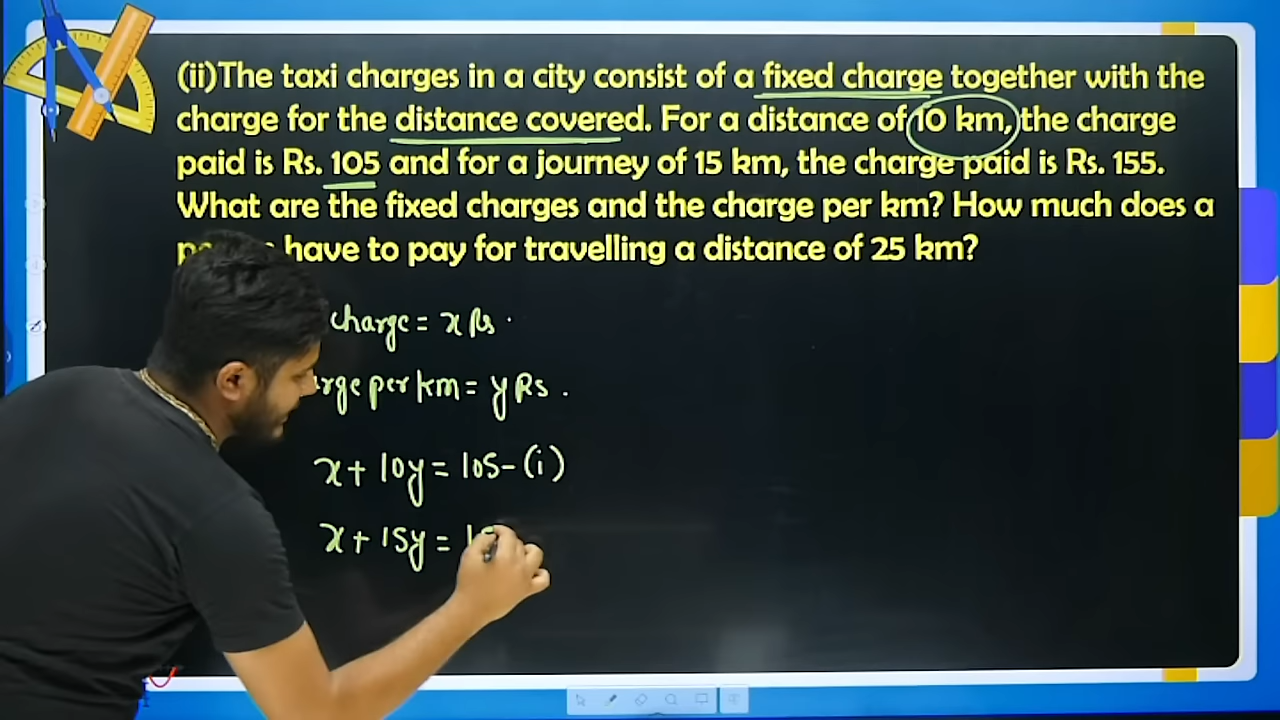 (ii)The taxi charges in a city consist of a fixed charge together with the
charge for the distance covered. For a distance of 10 km, the charge
paid is Rs. 105 and for a journey of 15 km, the charge paid is Rs. 155.
What are the fixed charges and the charge per km? How much does a
have to pay for travelling a distance of 25 km?
charge = x Rs.
per km = y Rs.
x + 10y = 105 - (i)
x + 15y =